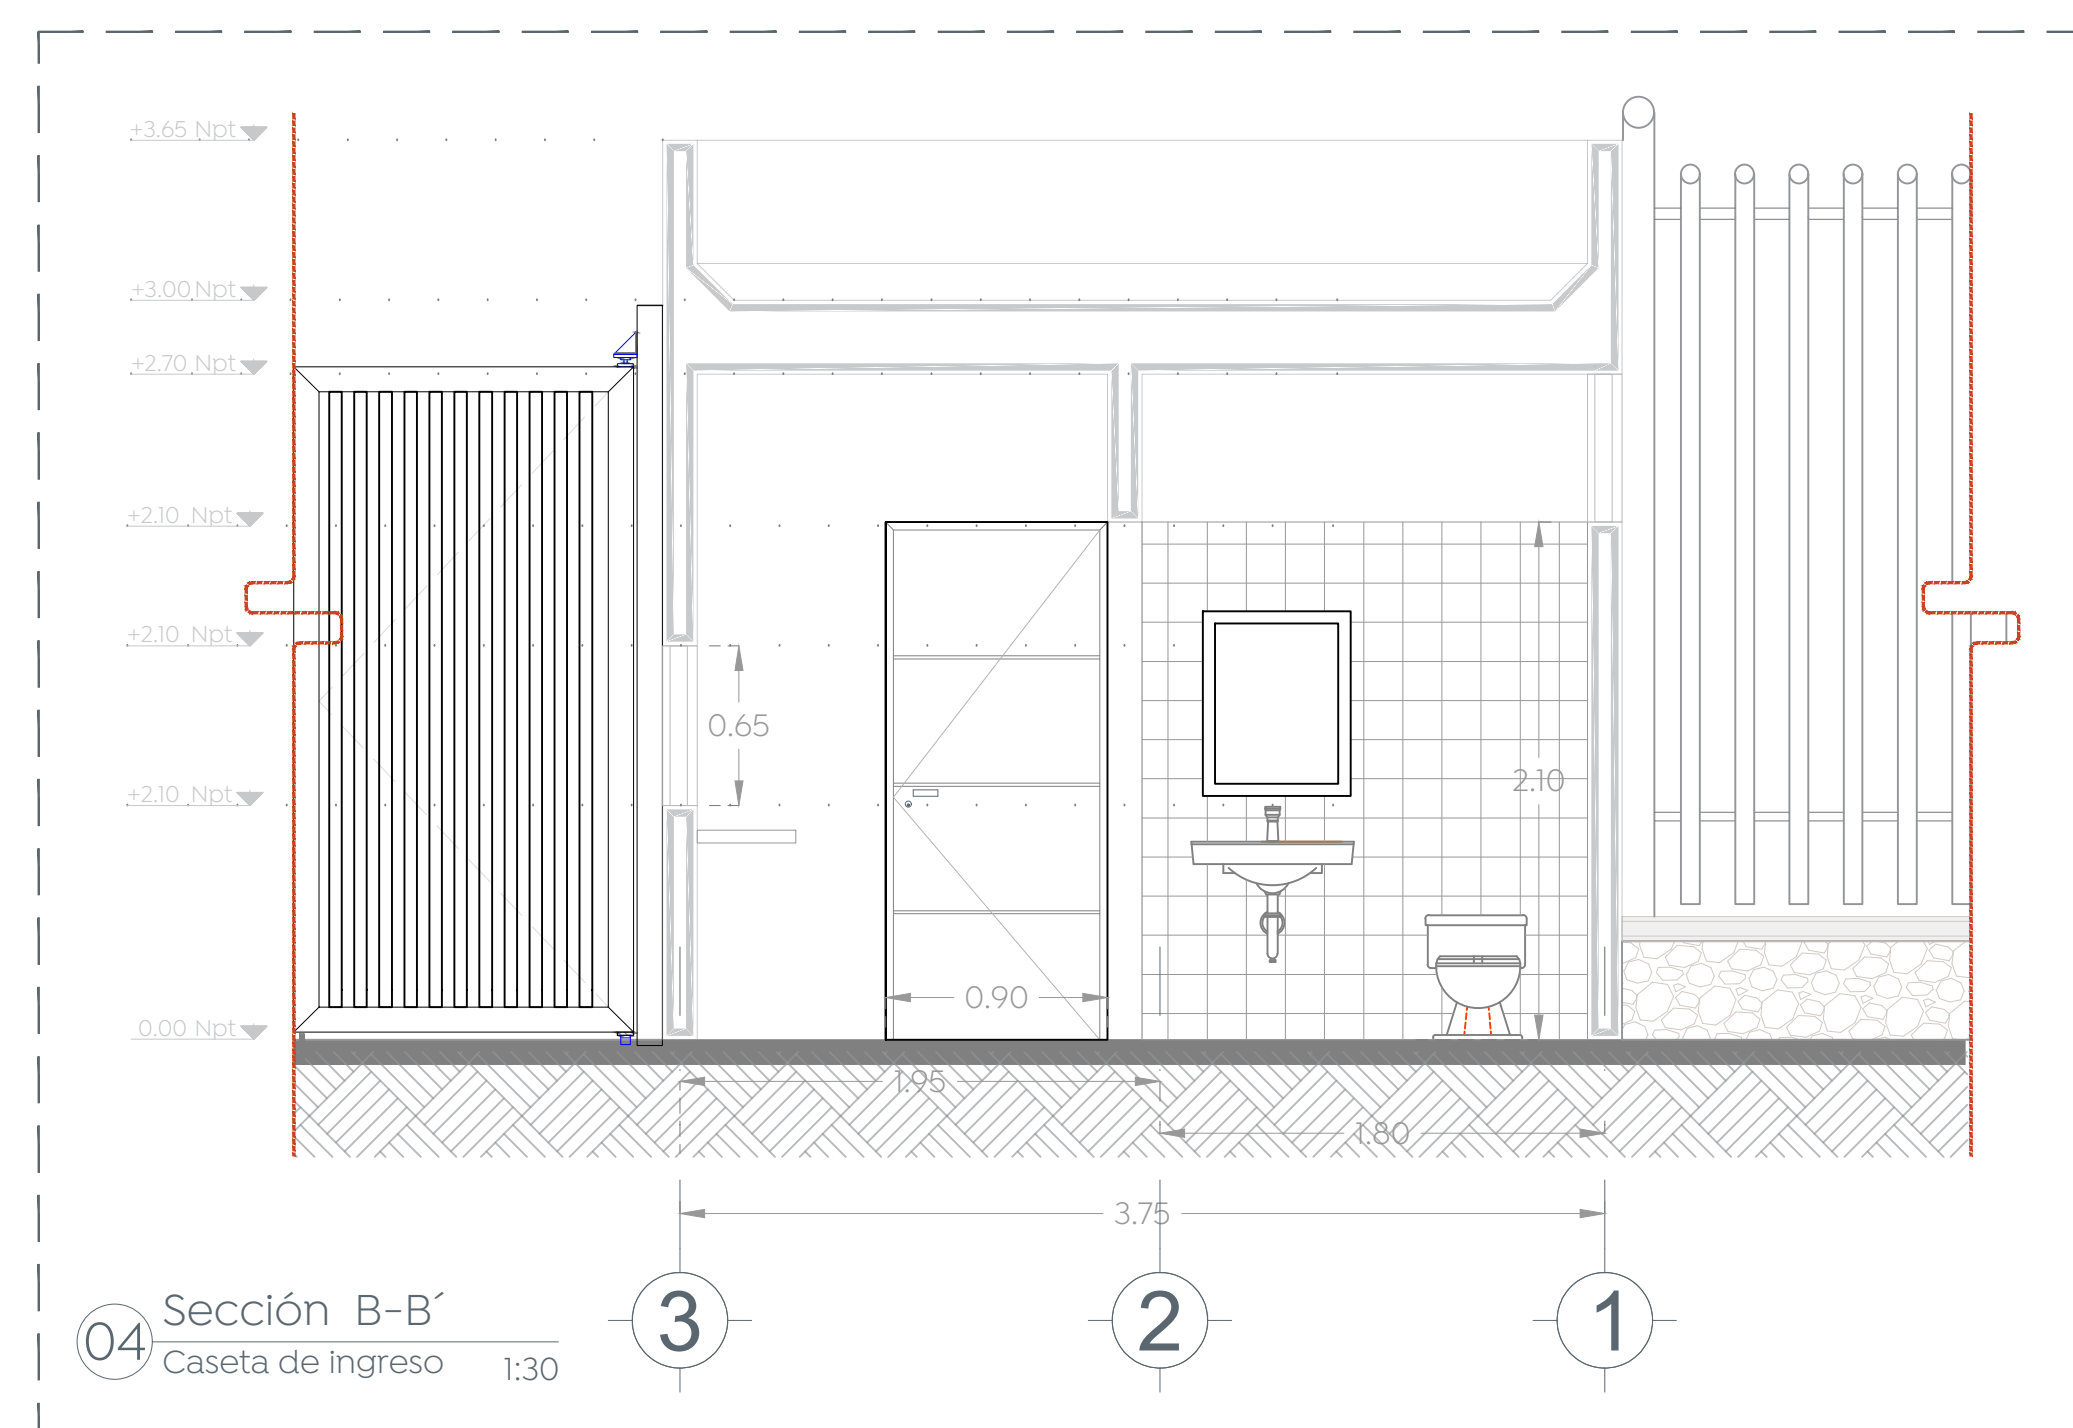 +3.65 Npt
+3.00 Npt
+2.70 Npt
+2.10 Npt
+2.10 Npt
0.65
2.10
+2.10 Npt
0.90
0.00 Npt
1.95
1.80
3.75
3
2
1
04
Sección B-B´
Caseta de ingreso 1:30